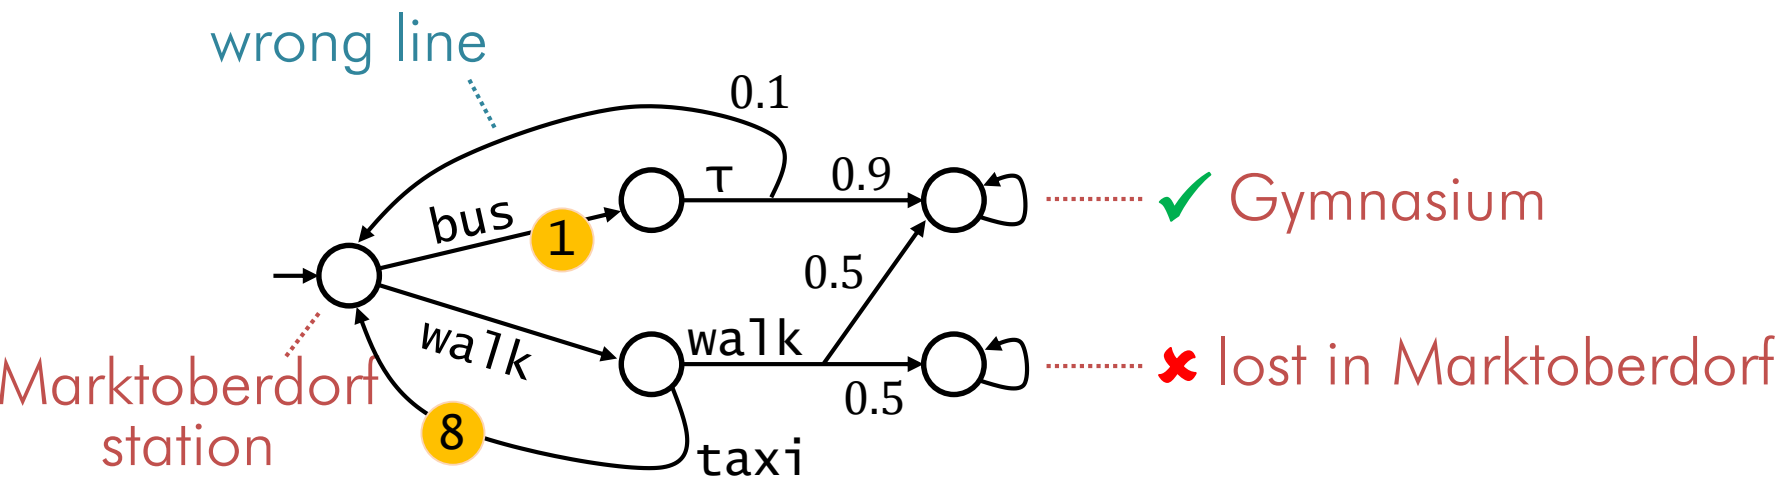 wrong line
0.1
τ
0.9
✓ Gymnasium
bus
1
0.5
walk
walk
✘ lost in Marktoberdorf
Marktoberdorf
station
0.5
8
taxi